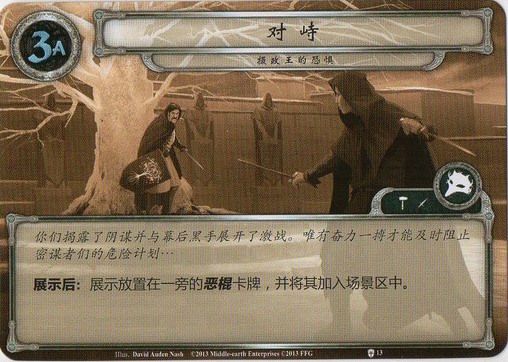 3A
对峙
摄政王的恐惧
你们揭露了阴谋并与幕后黑手展开了激战。唯有奋力一搏才能及时阻止
密谋者们的危险计划…
展示后：展示放置在一旁的恶棍卡牌，并将其加入场景区中。
Illus. David Auden Nash ©2013 Middle-earth Enterprises ©2013 FFG 13